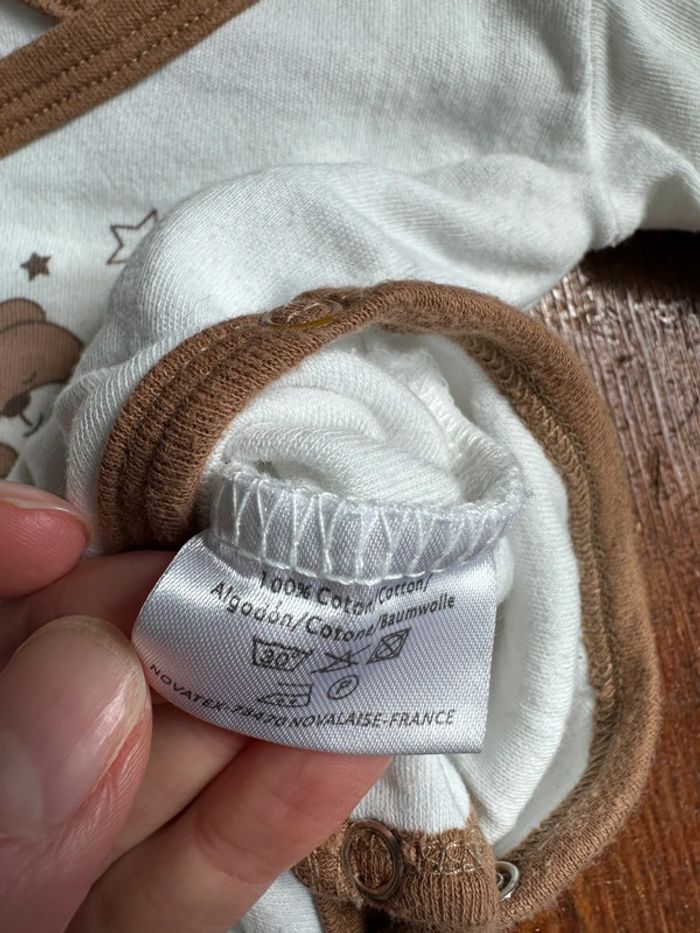 100% Coton/Cotton/
Algodón/Cotone/Baumwolle
30°
P
NOVATEX-73470 NOVALAISE-FRANCE